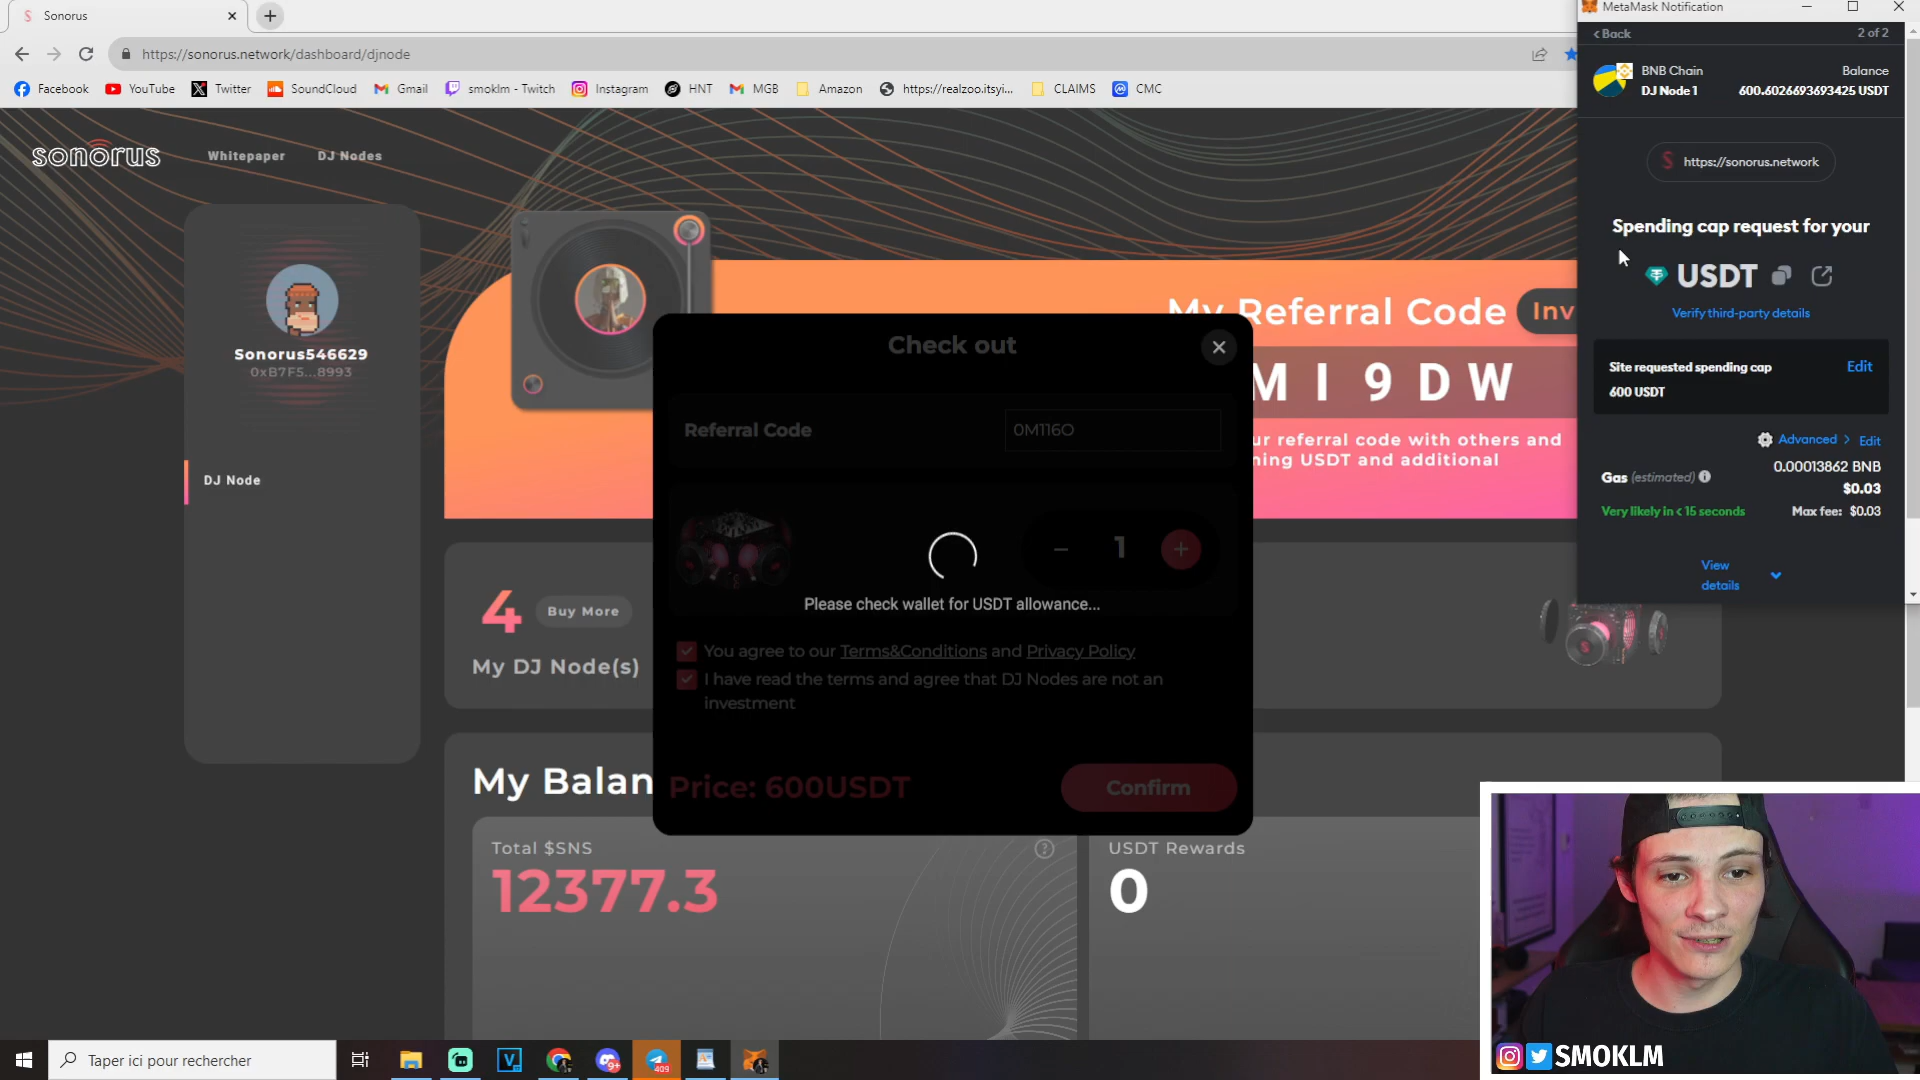 Sonorus
https://sonorus.network/dashboard/djnode
Facebook
YouTube
Twitter
SoundCloud
Gmail
smoklm - Twitch
Instagram
HNT
MGB
Amazon
https://realzoo.itsyi...
CLAIMS
CMC
sonorus
Whitepaper
DJ Nodes
Sonorus546629
0xB7F5...8993
DJ Node
My Referral Code
Inv
M I 9 D W
ur referral code with others and
ning USDT and additional
4
Buy More
My DJ Node(s)
My Balan
Total $SNS
12377.3
USDT Rewards
0
Check out
Referral Code
0M116O
1
Please check wallet for USDT allowance...
You agree to our Terms&Conditions and Privacy Policy
I have read the terms and agree that DJ Nodes are not an
investment
Price: 600USDT
Confirm
MetaMask Notification
< Back
2 of 2
BNB Chain
Balance
DJ Node 1
600.6026693693425 USDT
https://sonorus.network
Spending cap request for your
USDT
Verify third-party details
Site requested spending cap
Edit
600 USDT
Advanced >
Edit
Gas (estimated)
0.00013862 BNB
$0.03
Very likely in < 15 seconds
Max fee: $0.03
View
details
Taper ici pour rechercher
9+
409
SMOKLM